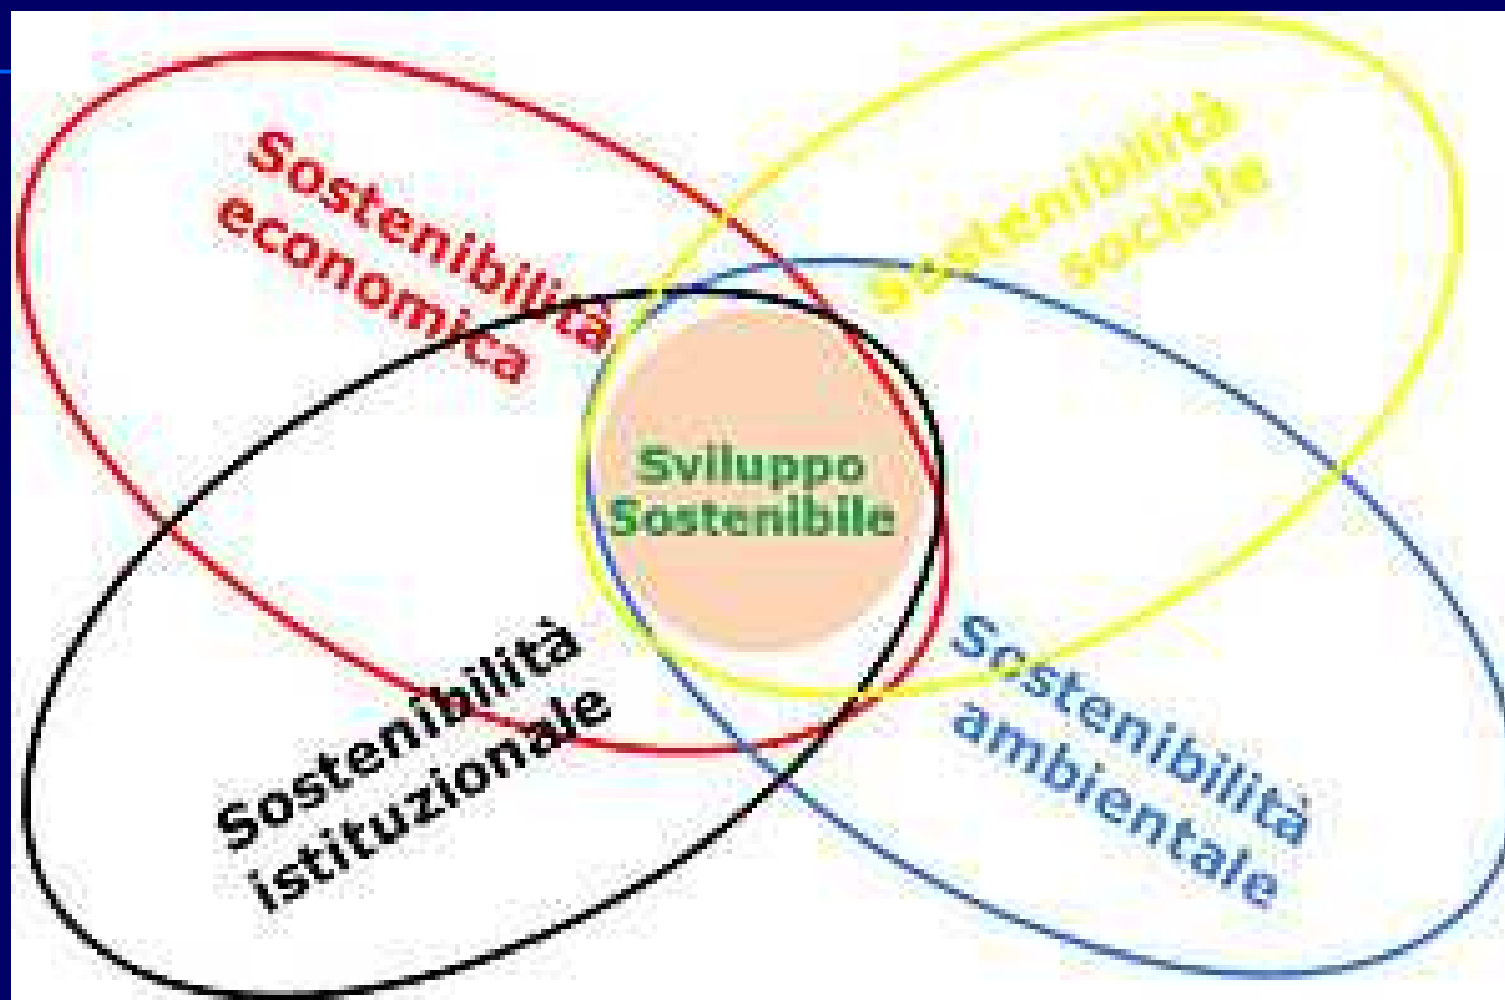 Sostenibilità
economica
Sostenibilità
sociale
Sviluppo
Sostenibile
Sostenibilità
istituzionale
Sostenibilità
ambientale